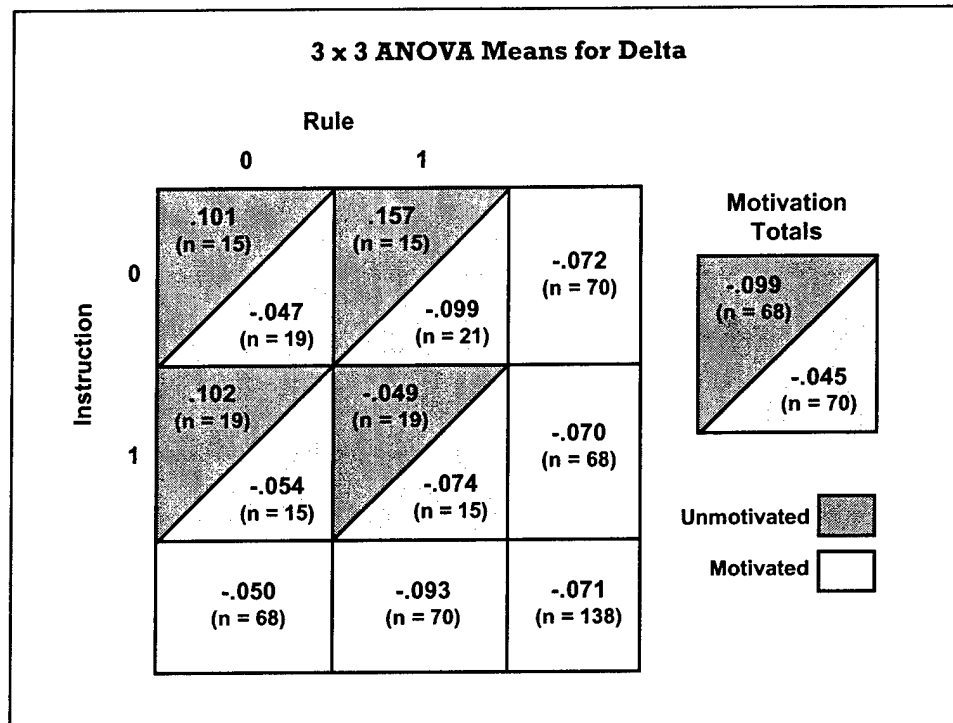 3 x 3 ANOVA Means for Delta
Rule
0 1
Instruction
0
.101
(n = 15)
-.047
(n = 19)
.157
(n = 15)
-.099
(n = 21)
-.072
(n = 70)
1
.102
(n = 19)
-.054
(n = 15)
-.049
(n = 19)
-.074
(n = 15)
-.070
(n = 68)
-.050
(n = 68)
-.093
(n = 70)
-.071
(n = 138)
Motivation
Totals
-.099
(n = 68)
-.045
(n = 70)
Unmotivated
Motivated